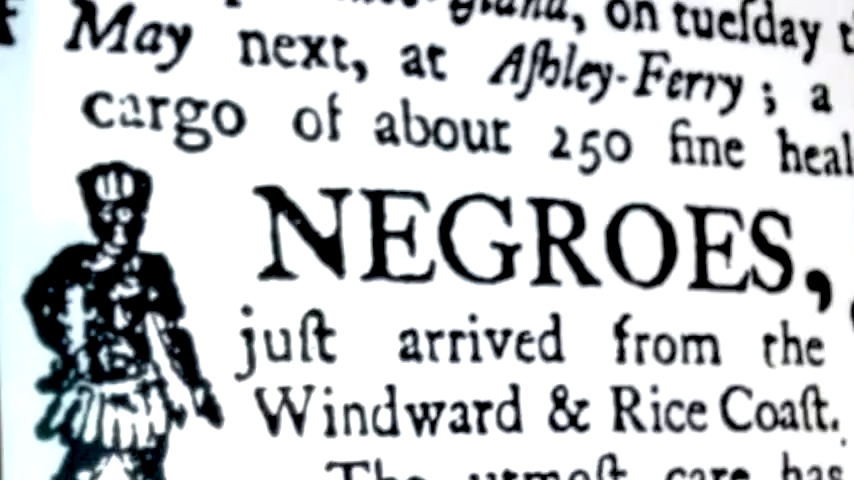 on tueſday
May next, at Aſhley-Ferry; a
cargo of about 250 fine heal
NEGROES,
juſt arrived from the
Windward & Rice Coaſt.
The utmoſt care has